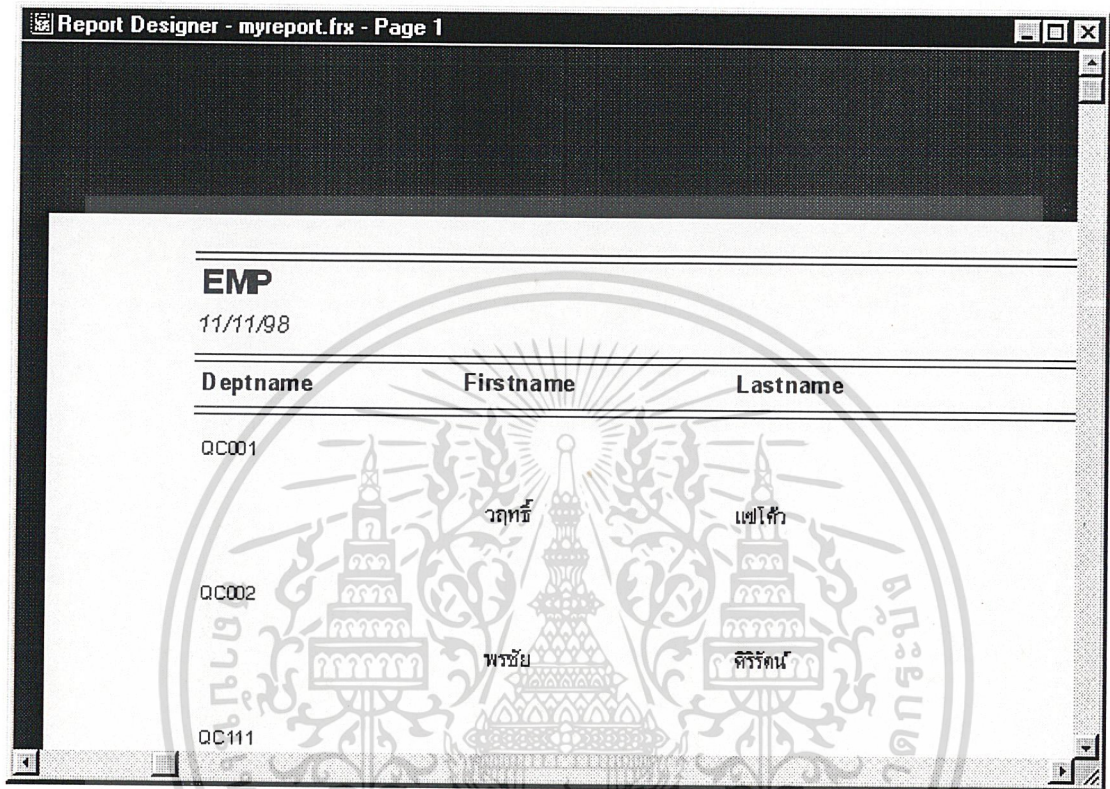 Report Designer - myreport.frx - Page 1
EMP
11/11/98
Deptname Firstname Lastname
QC001
วฤทธิ์ แซ่โค้ว
QC002
พรชัย ศิริรัตน์
QC111